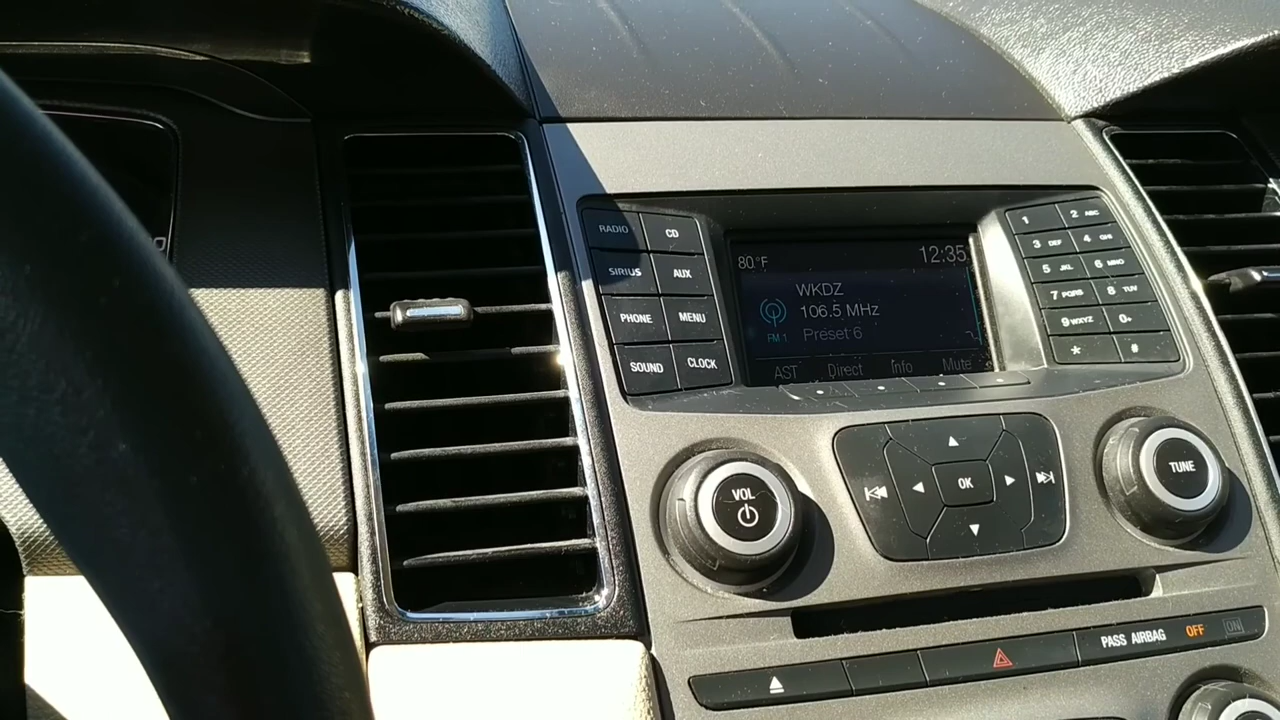 RADIO CD
SIRIUS AUX
PHONE MENU
SOUND CLOCK
80°F 12:35
WKDZ
106.5 MHz
FM 1 Preset 6
AST Direct Info Mute
1 2 ABC
3 DEF 4 GHI
5 JKL 6 MNO
7 PQRS 8 TUV
9 WXYZ 0+
* #
VOL
OK
TUNE
PASS AIRBAG OFF ON